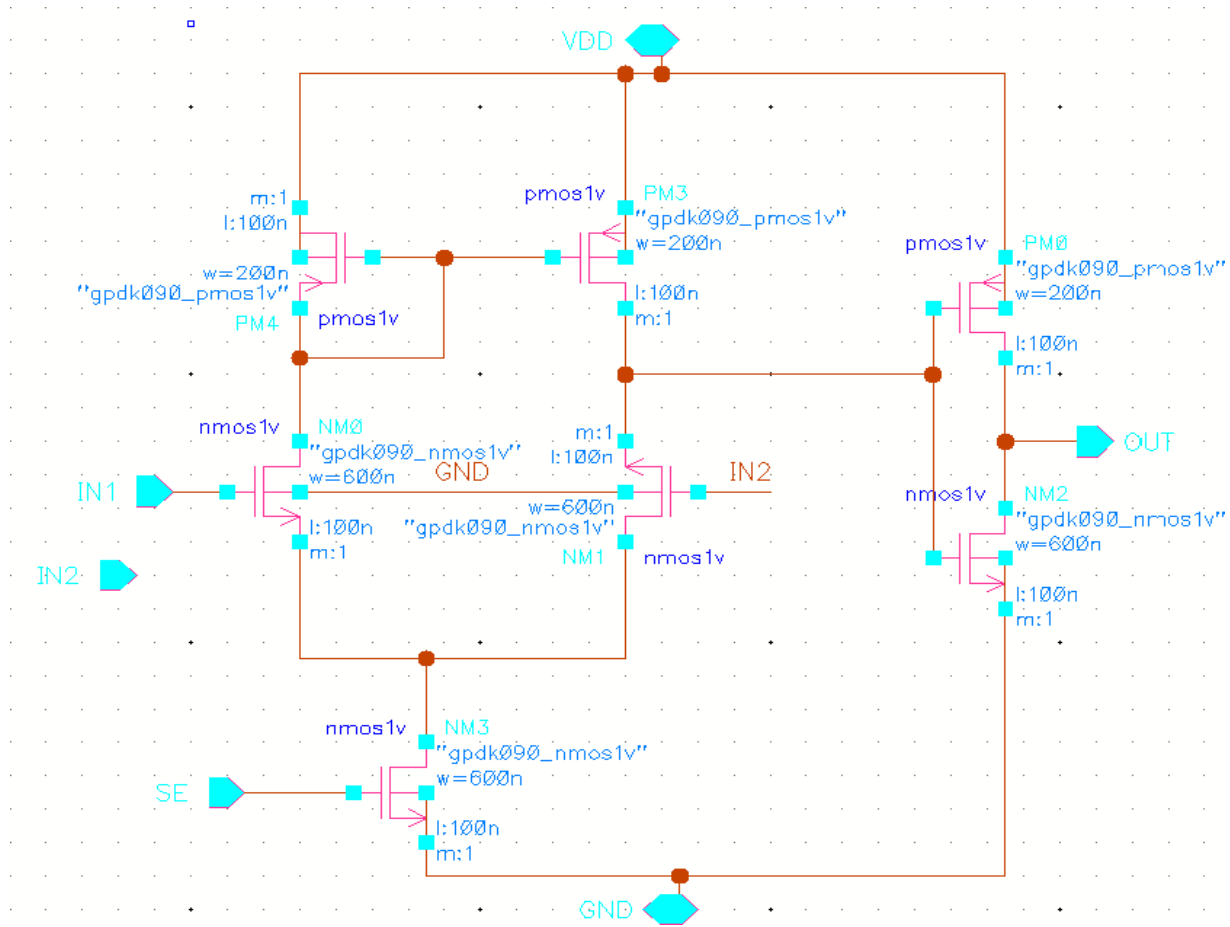 VDD
m:1
l:100n
w=200n
"gpdk090_pmos1v"
PM4
pmos1v
pmos1v
PM3
"gpdk090_pmos1v"
w=200n
l:100n
m:1
pmos1v
PM0
"gpdk090_pmos1v"
w=200n
l:100n
m:1
nmos1v
NM0
"gpdk090_nmos1v"
w=600n
l:100n
m:1
GND
m:1
l:100n
w=600n
"gpdk090_nmos1v"
NM1
nmos1v
IN2
OUT
IN1
IN2
nmos1v
NM2
"gpdk090_nmos1v"
w=600n
l:100n
m:1
nmos1v
NM3
"gpdk090_nmos1v"
w=600n
l:100n
m:1
SE
GND